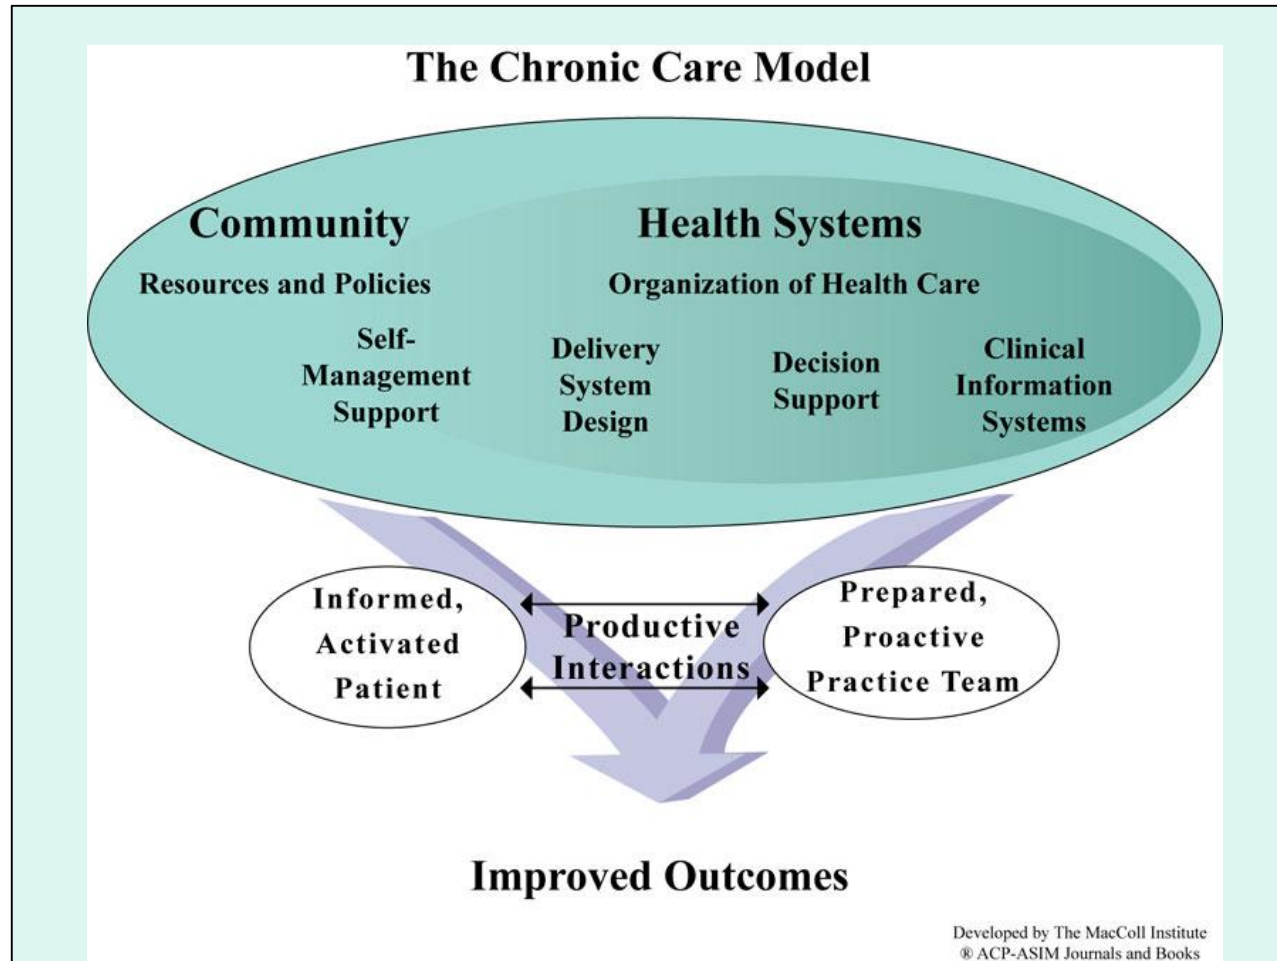 The Chronic Care Model
Community
Health Systems
Resources and Policies
Organization of Health Care
Self-
Management
Support
Delivery
System
Design
Decision
Support
Clinical
Information
Systems
Informed,
Activated
Patient
Productive
Interactions
Prepared,
Proactive
Practice Team
Improved Outcomes
Developed by The MacColl Institute
® ACP-ASIM Journals and Books